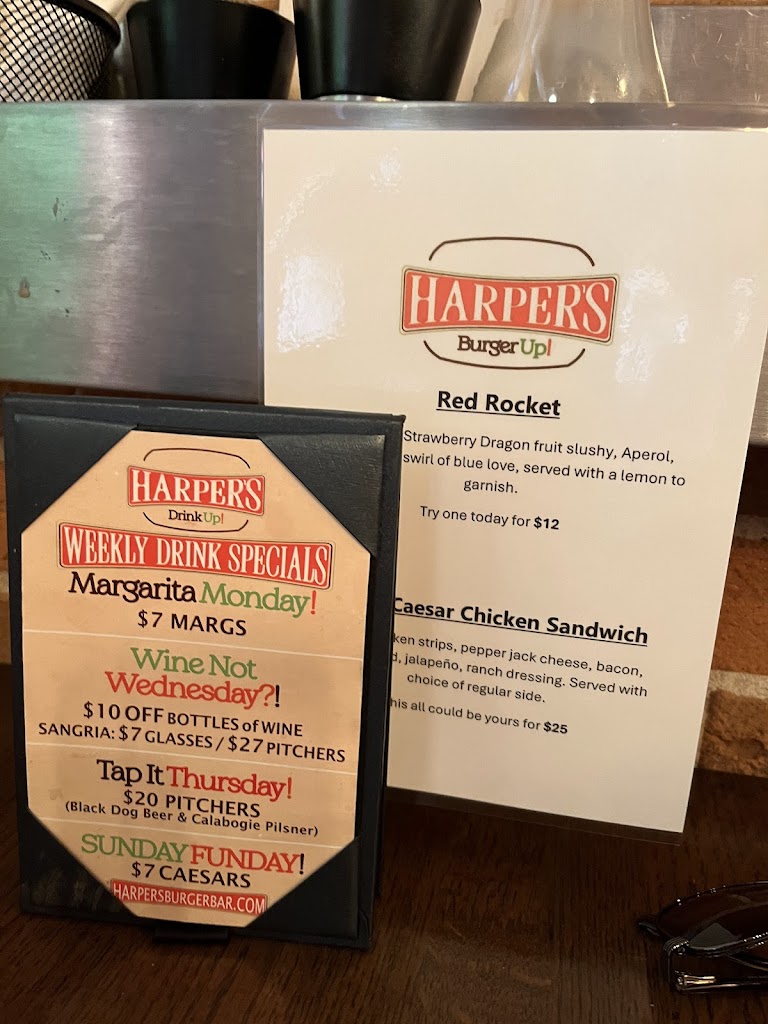 HARPER'S
Burger Up!
Red Rocket
Strawberry Dragon fruit slushy, Aperol,
swirl of blue love, served with a lemon to
garnish.
Try one today for $12
Caesar Chicken Sandwich
pepper jack cheese, bacon,
jalapeño, ranch dressing. Served with
choice of regular side.
all could be yours for $25
HARPER'S
Drink Up!
WEEKLY DRINK SPECIALS
Margarita Monday!
$7 MARGS
Wine Not
Wednesday?!
$10 OFF BOTTLES of WINE
SANGRIA: $7 GLASSES / $27 PITCHERS
Tap It Thursday!
$20 PITCHERS
(Black Dog Beer & Calabogie Pilsner)
SUNDAY FUNDAY!
$7 CAESARS
HARPERSBURGERBAR.COM